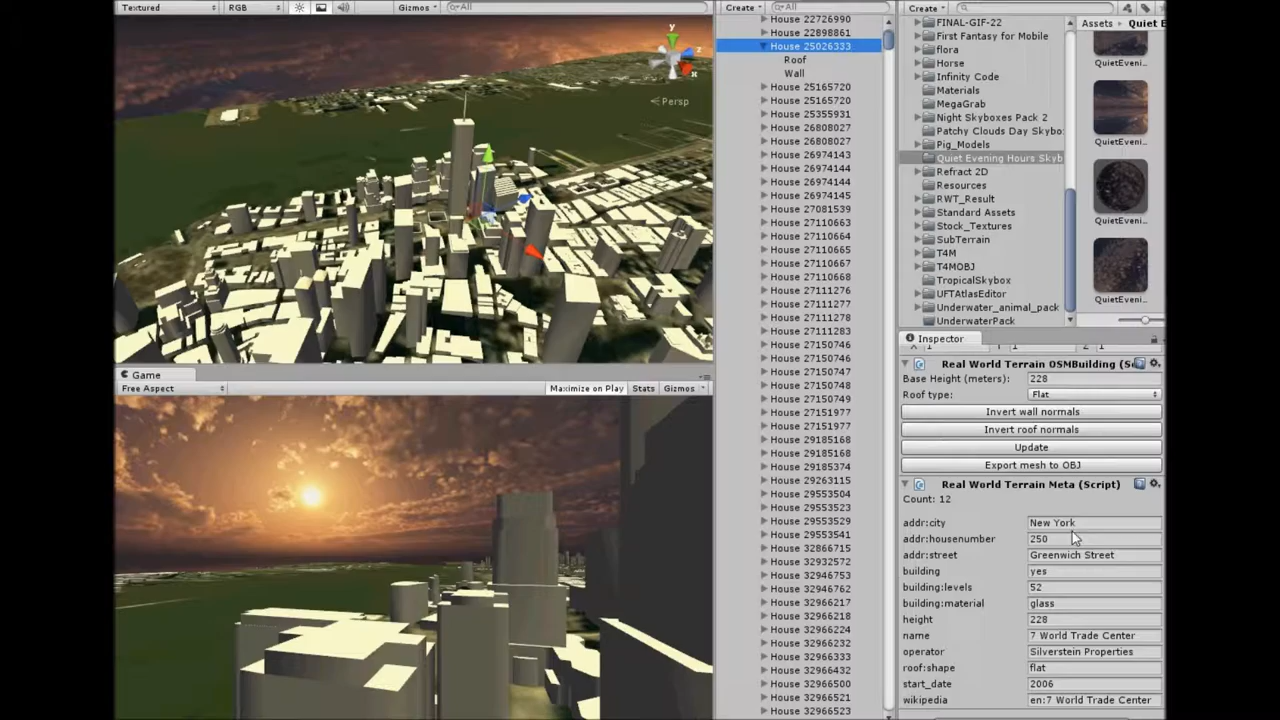 Textured
RGB
Gizmos
All
y
z
x
Persp
Game
Free Aspect
Maximize on Play
Stats
Gizmos
Create
All
House 22726990
House 22898861
House 25026333
Roof
Wall
House 25165720
House 25165720
House 25355931
House 26808027
House 26808027
House 26974143
House 26974144
House 26974144
House 26974145
House 27081539
House 27110663
House 27110664
House 27110665
House 27110667
House 27110668
House 27111276
House 27111277
House 27111278
House 27111283
House 27150746
House 27150746
House 27150747
House 27150748
House 27150749
House 27151977
House 27151977
House 29185168
House 29185168
House 29185374
House 29263115
House 29553504
House 29553528
House 29553529
House 29553541
House 32866715
House 32932572
House 32946753
House 32946762
House 32966217
House 32966218
House 32966224
House 32966232
House 32966333
House 32966432
House 32966500
House 32966521
House 32966523
Create
FINAL-GIF-22
First Fantasy for Mobile
flora
Horse
Infinity Code
Materials
MegaGrab
Night Skyboxes Pack 2
Patchy Clouds Day Skybo
Pig_Models
Quiet Evening Hours Skyb
Refract 2D
Resources
RWT_Result
Standard Assets
Stock_Textures
SubTerrain
T4M
T4MOBJ
TropicalSkybox
UFTAtlasEditor
Underwater_animal_pack
UnderwaterPack
Assets
Quiet E
QuietEveni...
QuietEveni...
QuietEveni...
QuietEveni...
Inspector
X 1 Y 1 Z 1
Real World Terrain OSMBuilding (Sc
Base Height (meters): 228
Roof type: Flat
Invert wall normals
Invert roof normals
Update
Export mesh to OBJ
Real World Terrain Meta (Script)
Count: 12
addr:city New York
addr:housenumber 250
addr:street Greenwich Street
building yes
building:levels 52
building:material glass
height 228
name 7 World Trade Center
operator Silverstein Properties
roof:shape flat
start_date 2006
wikipedia en:7 World Trade Center